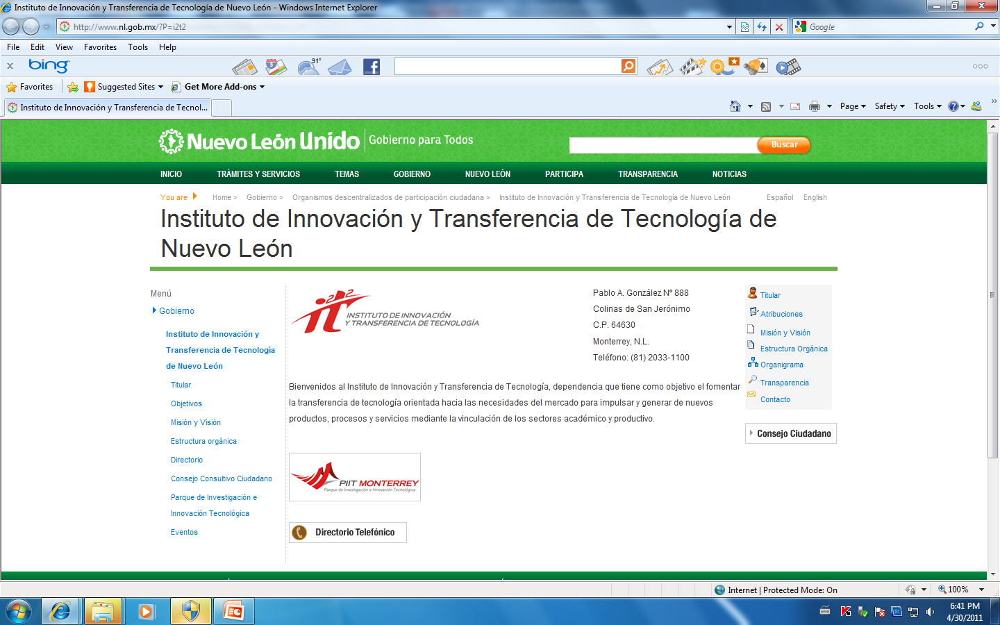 Instituto de Innovación y Transferencia de Tecnología de Nuevo León - Windows Internet Explorer
http://www.nl.gob.mx/?P=i2t2
Google
File Edit View Favorites Tools Help
x bing 91°
Favorites Suggested Sites Get More Add-ons
Instituto de Innovación y Transferencia de Tecnol...
Page Safety Tools
Nuevo León Unido Gobierno para Todos
Buscar
INICIO TRÁMITES Y SERVICIOS TEMAS GOBIERNO NUEVO LEÓN PARTICIPA TRANSPARENCIA NOTICIAS
You are Home > Gobierno > Organismos descentralizados de participación ciudadana > Instituto de Innovación y Transferencia de Tecnología de Nuevo León Español English
Instituto de Innovación y Transferencia de Tecnología de
Nuevo León
Menú
Gobierno
Instituto de Innovación y
Transferencia de Tecnología
de Nuevo León
Titular
Objetivos
Misión y Visión
Estructura orgánica
Directorio
Consejo Consultivo Ciudadano
Parque de Investigación e
Innovación Tecnológica
Eventos
i2t2
INSTITUTO DE INNOVACIÓN
Y TRANSFERENCIA DE TECNOLOGÍA
Pablo A. González Nº 888
Colinas de San Jerónimo
C.P. 64630
Monterrey, N.L.
Teléfono: (81) 2033-1100
Bienvenidos al Instituto de Innovación y Transferencia de Tecnología, dependencia que tiene como objetivo el fomentar
la transferencia de tecnología orientada hacia las necesidades del mercado para impulsar y generar de nuevos
productos, procesos y servicios mediante la vinculación de los sectores académico y productivo.
PIIT MONTERREY
Parque de Investigación e Innovación Tecnológica
Directorio Telefónico
Titular
Atribuciones
Misión y Visión
Estructura Orgánica
Organigrama
Transparencia
Contacto
Consejo Ciudadano
Internet | Protected Mode: On
100%
6:41 PM
4/30/2011